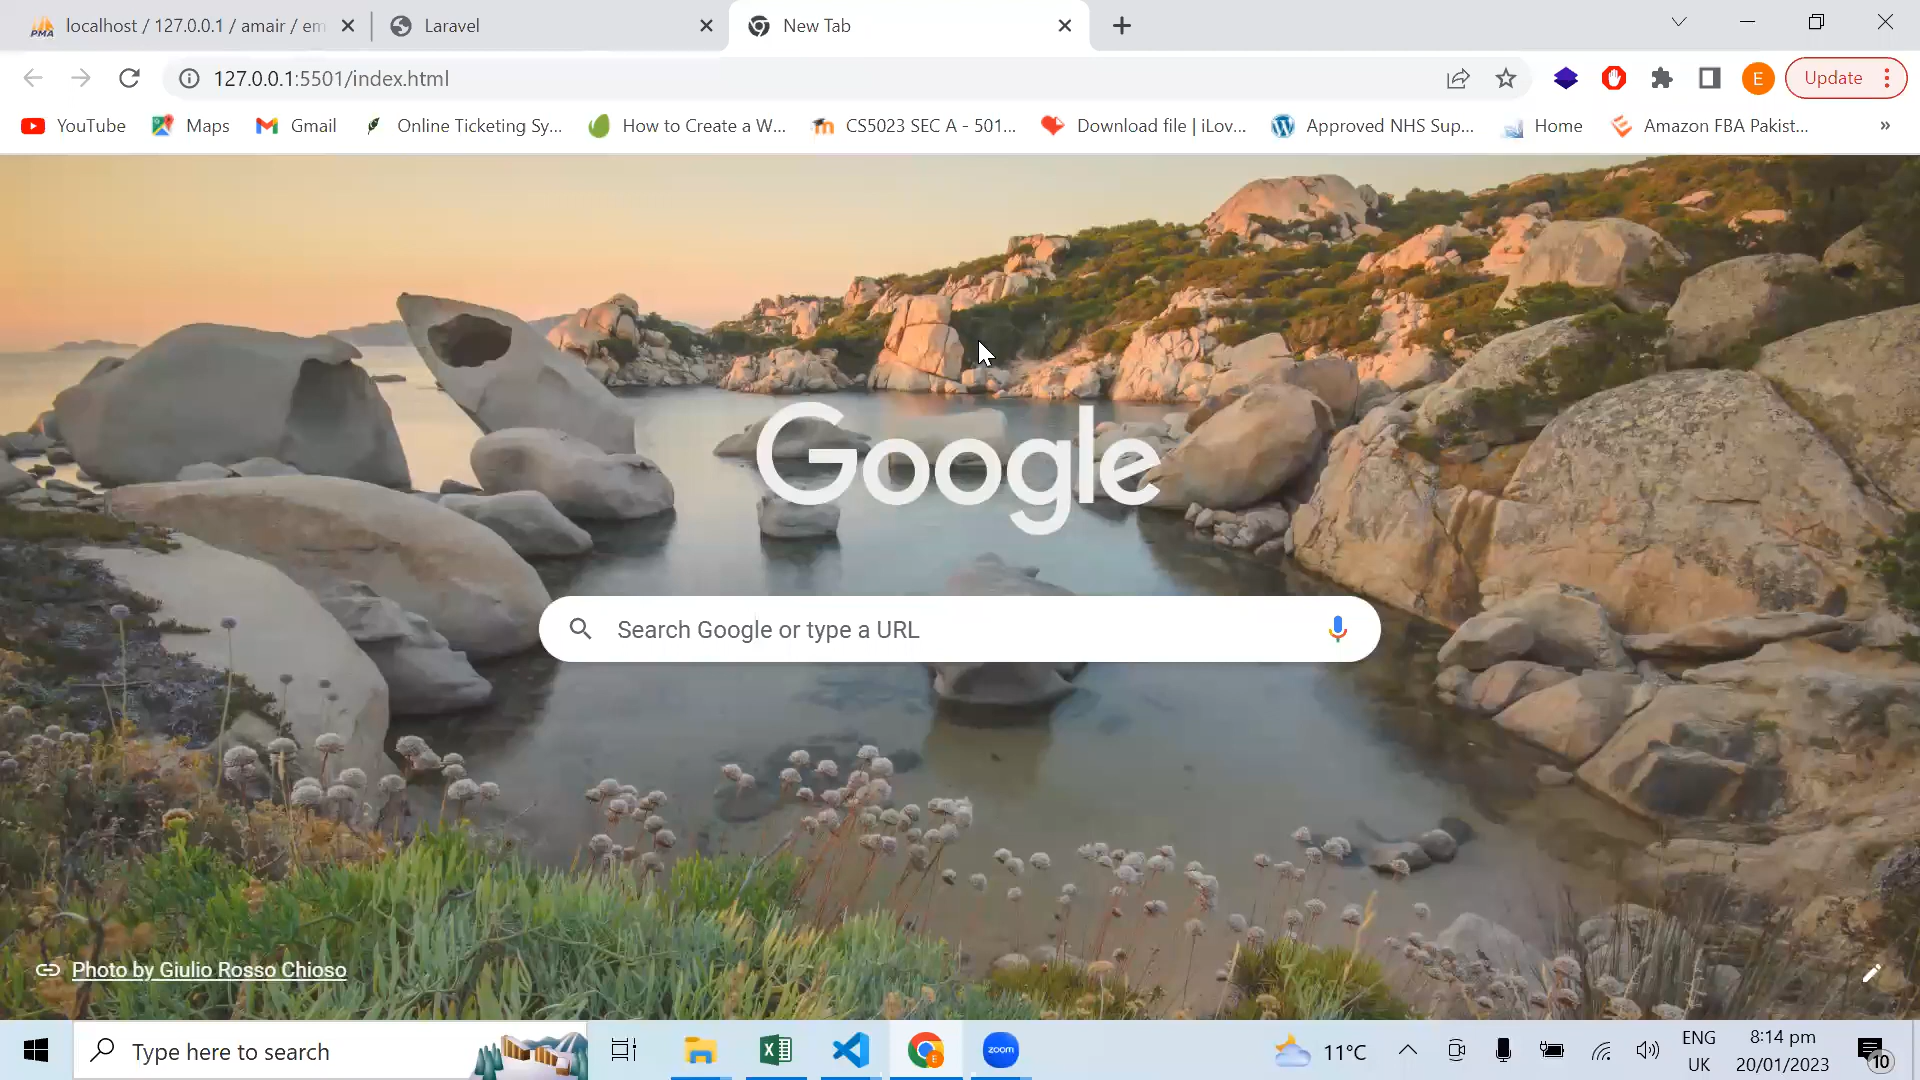 localhost / 127.0.0.1 / amair / em
Laravel
New Tab
127.0.0.1:5501/index.html
Update
YouTube
Maps
Gmail
Online Ticketing Sy...
How to Create a W...
CS5023 SEC A - 501...
Download file | iLov...
Approved NHS Sup...
Home
Amazon FBA Pakist...
»
PMA
E
Google
Search Google or type a URL
Photo by Giulio Rosso Chioso
Type here to search
E
zoom
11°C
ENG
UK
8:14 pm
20/01/2023
10